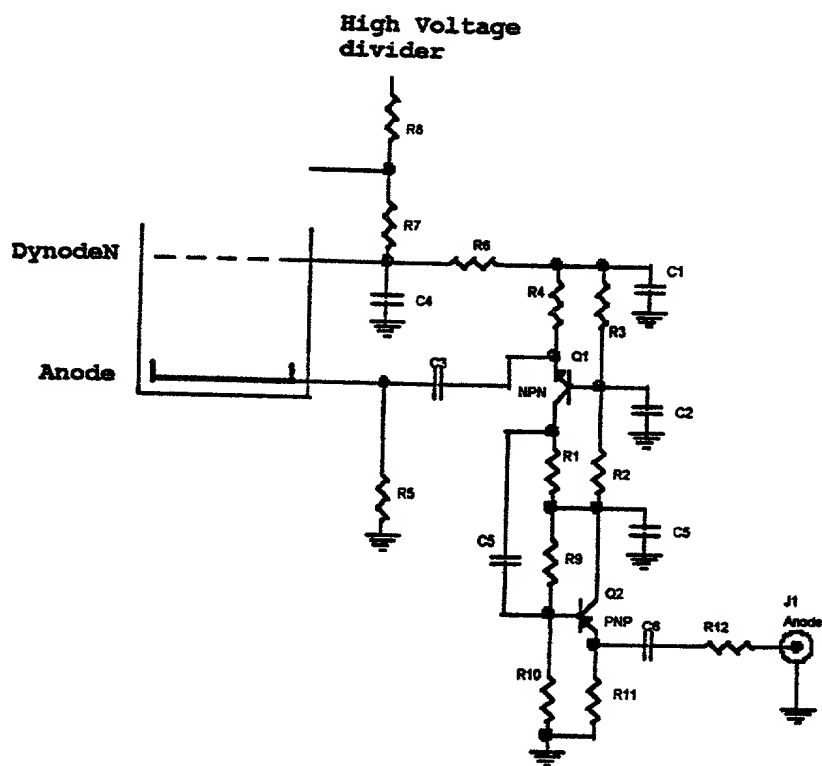 High Voltage
divider
R8
R7
DynodeN
R6
C1
R4
R3
C4
Q1
C3
Anode
NPN
C2
R1
R2
R5
C5
C5
R9
Q2
J1
Anode
PNP
C6
R12
R10
R11